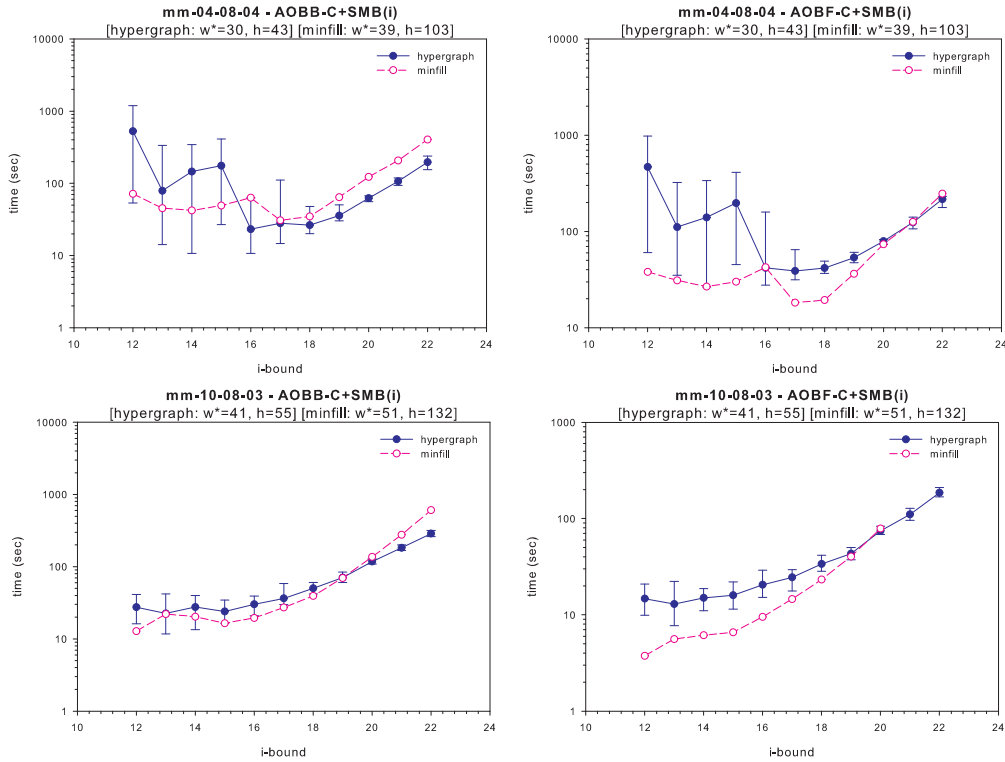 mm-04-08-04 - AOBB-C+SMB(i)
[hypergraph: w*=30, h=43] [minfill: w*=39, h=103]
10000
1000
100
10
1
time (sec)
hypergraph
minfill
10 12 14 16 18 20 22 24
i-bound
mm-04-08-04 - AOBF-C+SMB(i)
[hypergraph: w*=30, h=43] [minfill: w*=39, h=103]
10000
1000
100
10
time (sec)
hypergraph
minfill
10 12 14 16 18 20 22 24
i-bound
mm-10-08-03 - AOBB-C+SMB(i)
[hypergraph: w*=41, h=55] [minfill: w*=51, h=132]
10000
1000
100
10
1
time (sec)
hypergraph
minfill
10 12 14 16 18 20 22 24
i-bound
mm-10-08-03 - AOBF-C+SMB(i)
[hypergraph: w*=41, h=55] [minfill: w*=51, h=132]
1000
100
10
1
time (sec)
hypergraph
minfill
10 12 14 16 18 20 22 24
i-bound